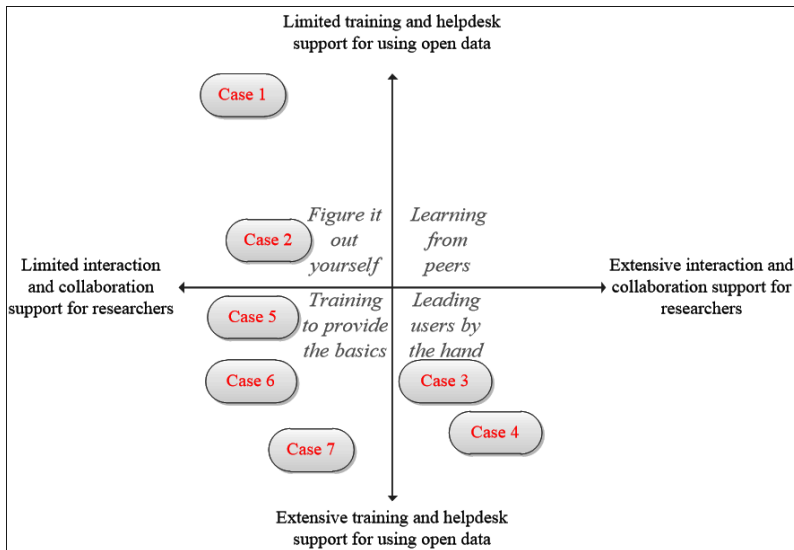 Limited training and helpdesk
support for using open data
Case 1
Figure it
out
yourself
Learning
from
peers
Case 2
Limited interaction
and collaboration
support for researchers
Extensive interaction and
collaboration support for
researchers
Training
to provide
the basics
Leading
users by
the hand
Case 5
Case 6
Case 3
Case 4
Case 7
Extensive training and helpdesk
support for using open data